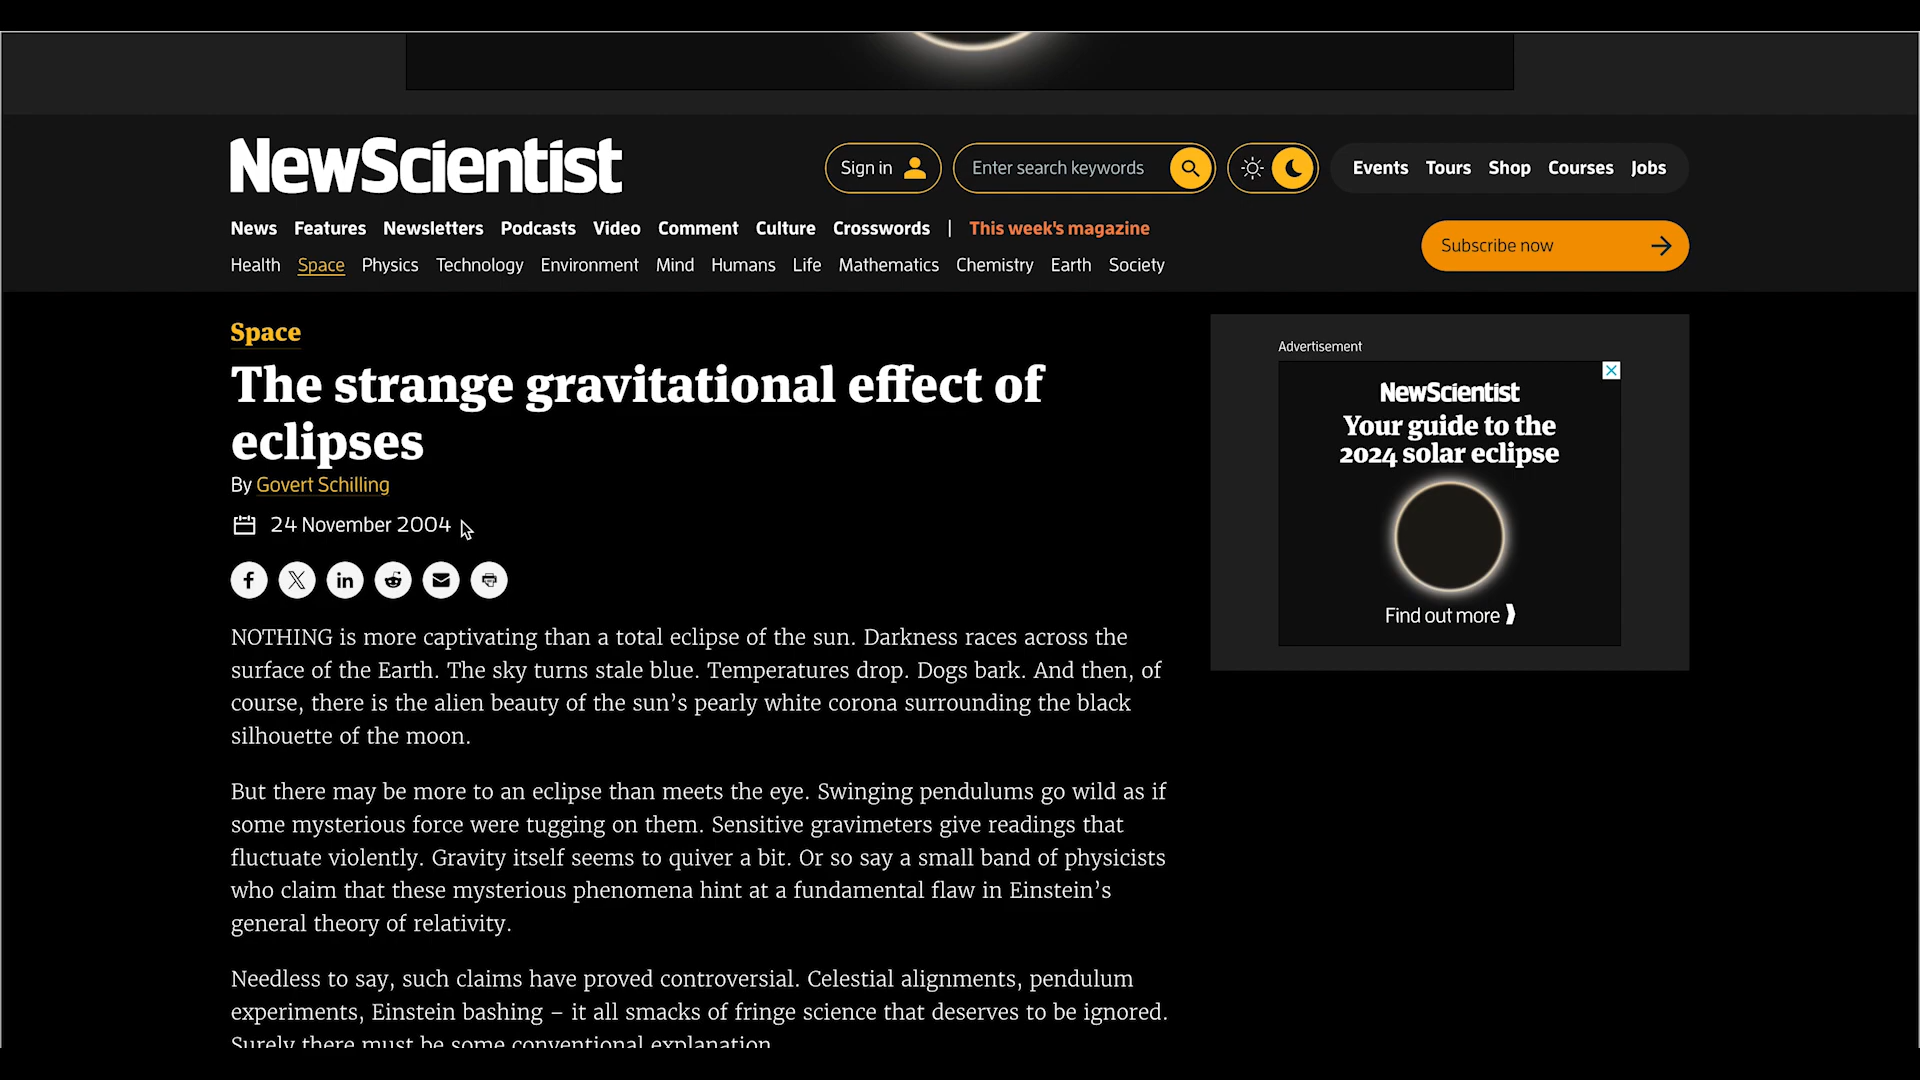 NewScientist
Sign in
Enter search keywords
Events Tours Shop Courses Jobs
News Features Newsletters Podcasts Video Comment Culture Crosswords | This week's magazine
Subscribe now
Health Space Physics Technology Environment Mind Humans Life Mathematics Chemistry Earth Society
Space
The strange gravitational effect of
eclipses
By Govert Schilling
24 November 2004
NOTHING is more captivating than a total eclipse of the sun. Darkness races across the
surface of the Earth. The sky turns stale blue. Temperatures drop. Dogs bark. And then, of
course, there is the alien beauty of the sun’s pearly white corona surrounding the black
silhouette of the moon.
But there may be more to an eclipse than meets the eye. Swinging pendulums go wild as if
some mysterious force were tugging on them. Sensitive gravimeters give readings that
fluctuate violently. Gravity itself seems to quiver a bit. Or so say a small band of physicists
who claim that these mysterious phenomena hint at a fundamental flaw in Einstein’s
general theory of relativity.
Needless to say, such claims have proved controversial. Celestial alignments, pendulum
experiments, Einstein bashing – it all smacks of fringe science that deserves to be ignored.
Surely there must be some conventional explanation.
Advertisement
NewScientist
Your guide to the
2024 solar eclipse
Find out more